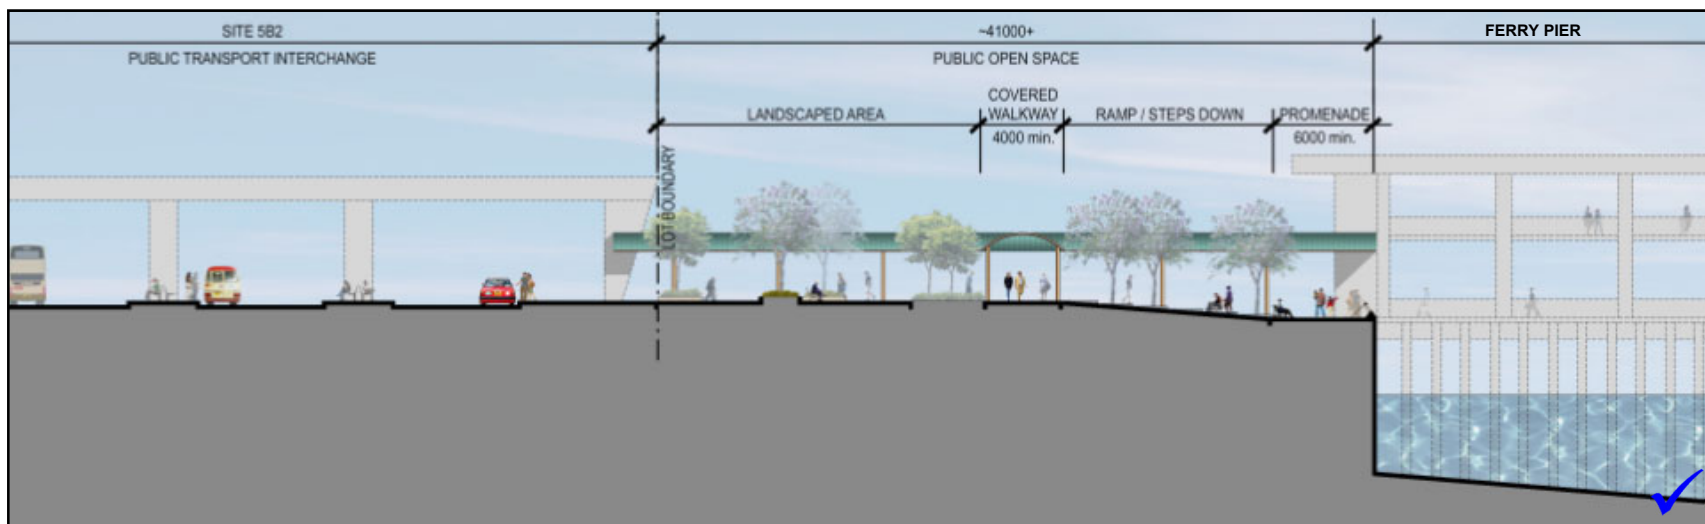 SITE 5B2
~41000+
FERRY PIER
PUBLIC TRANSPORT INTERCHANGE
PUBLIC OPEN SPACE
LANDSCAPED AREA
COVERED
WALKWAY
4000 min.
RAMP / STEPS DOWN
PROMENADE
6000 min.
LOT BOUNDARY